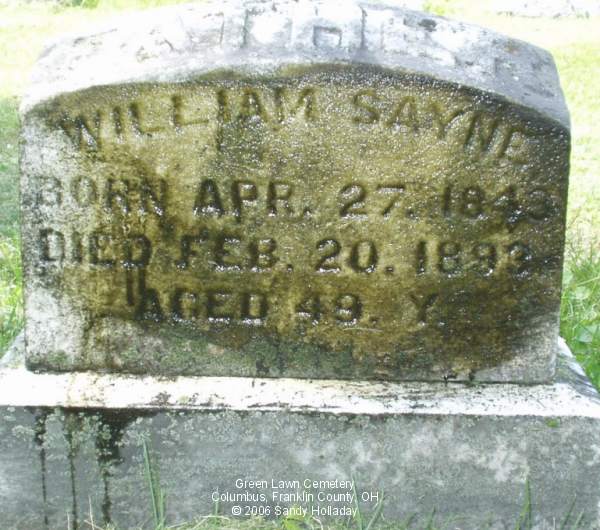 FATHER
WILLIAM SAYNE
BORN APR. 27. 1843
DIED FEB. 20. 1893
AGED 49. Y.
Green Lawn Cemetery
Columbus, Franklin County, OH
© 2006 Sandy Holladay